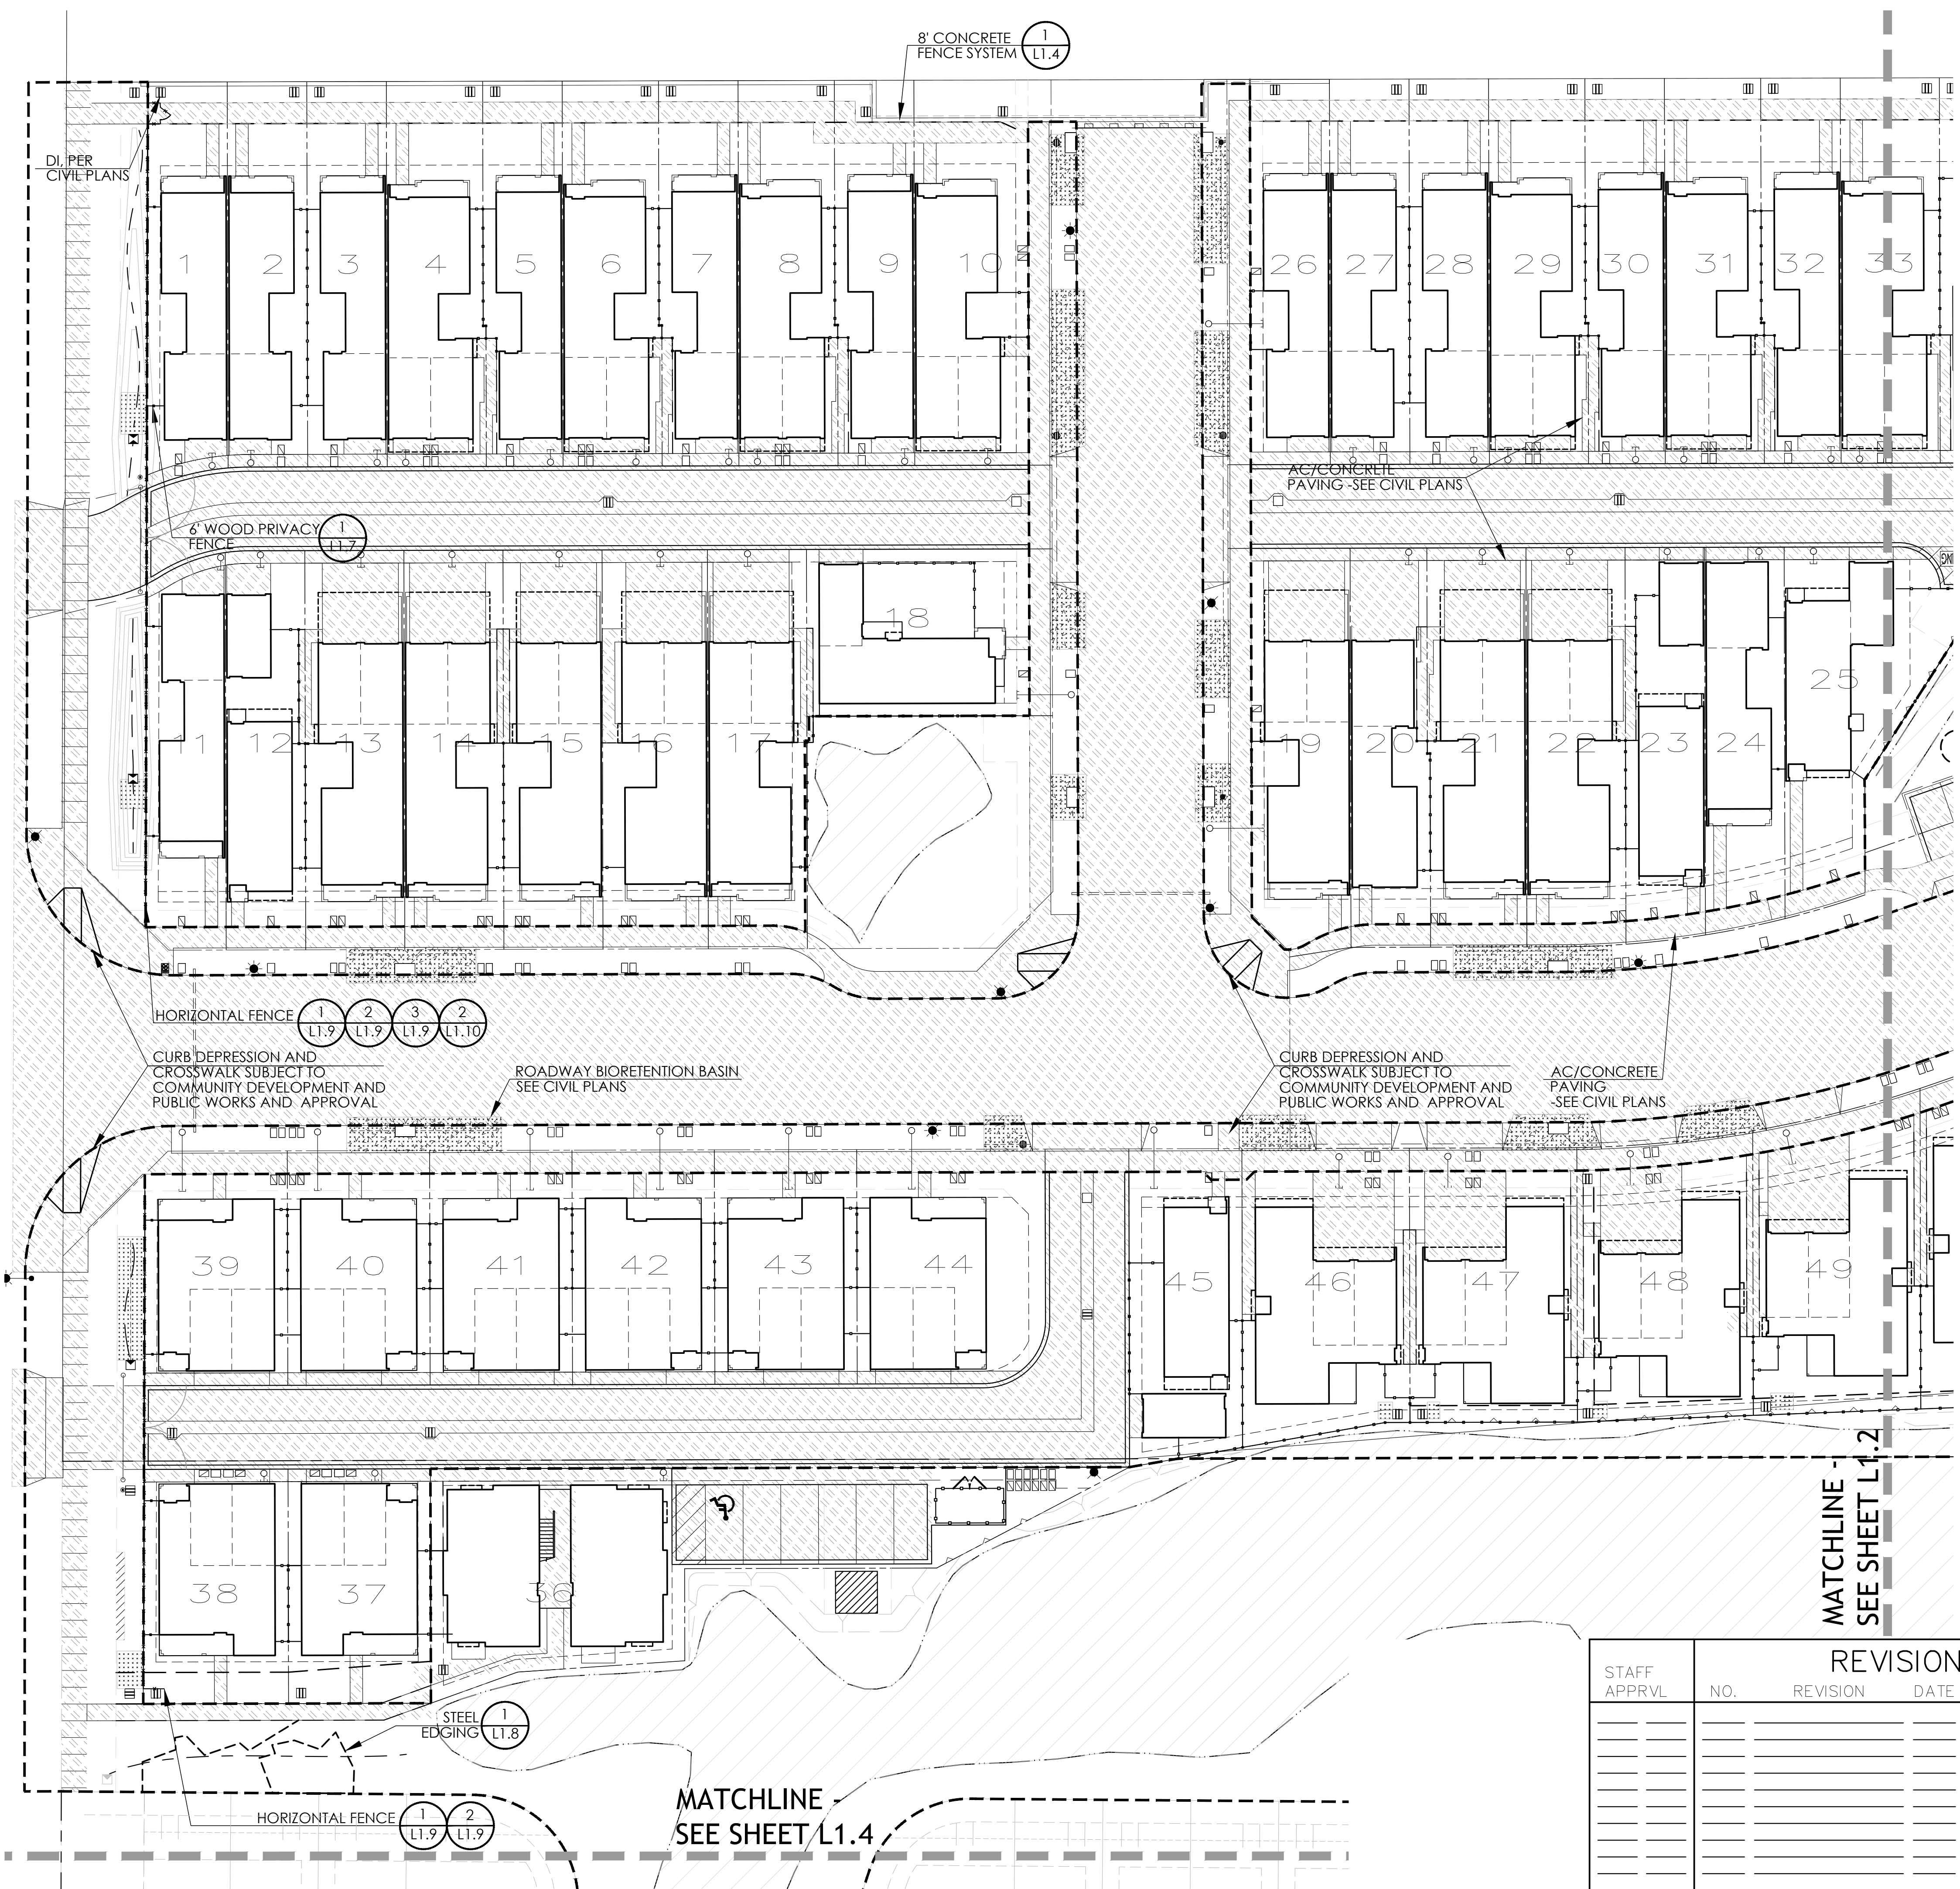 8' CONCRETE
FENCE SYSTEM
1
L1.4
DI, PER
CIVIL PLANS
1
2
3
4
5
6
7
8
9
10
26
27
28
29
30
31
32
33
AC/CONCRETE
PAVING -SEE CIVIL PLANS
6' WOOD PRIVACY
FENCE
1
L1.7
18
25
11
12
13
14
15
16
17
19
20
21
22
23
24
HORIZONTAL FENCE
1
L1.9
2
L1.9
3
L1.9
2
L1.10
CURB DEPRESSION AND
CROSSWALK SUBJECT TO
COMMUNITY DEVELOPMENT AND
PUBLIC WORKS AND APPROVAL
ROADWAY BIORETENTION BASIN
SEE CIVIL PLANS
CURB DEPRESSION AND
CROSSWALK SUBJECT TO
COMMUNITY DEVELOPMENT AND
PUBLIC WORKS AND APPROVAL
AC/CONCRETE
PAVING
-SEE CIVIL PLANS
39
40
41
42
43
44
45
46
47
48
49
38
37
36
MATCHLINE -
SEE SHEET L1.2
STEEL
EDGING
1
L1.8
HORIZONTAL FENCE
1
L1.9
2
L1.9
MATCHLINE -
SEE SHEET L1.4
REVISION
STAFF
APPRVL
NO.
REVISION
DATE